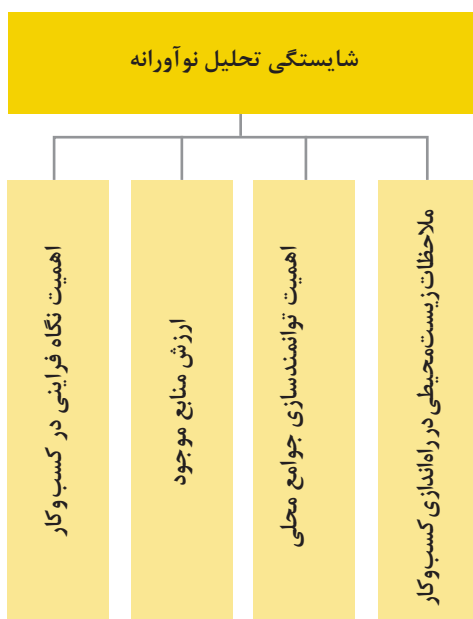 شایستگی تحلیل نوآورانه
ملاحظات زیست‌محیطی در راه‌اندازی کسب‌وکار
اهمیت توانمندسازی جوامع محلی
ارزش منابع موجود
اهمیت نگاه فراینی در کسب‌وکار